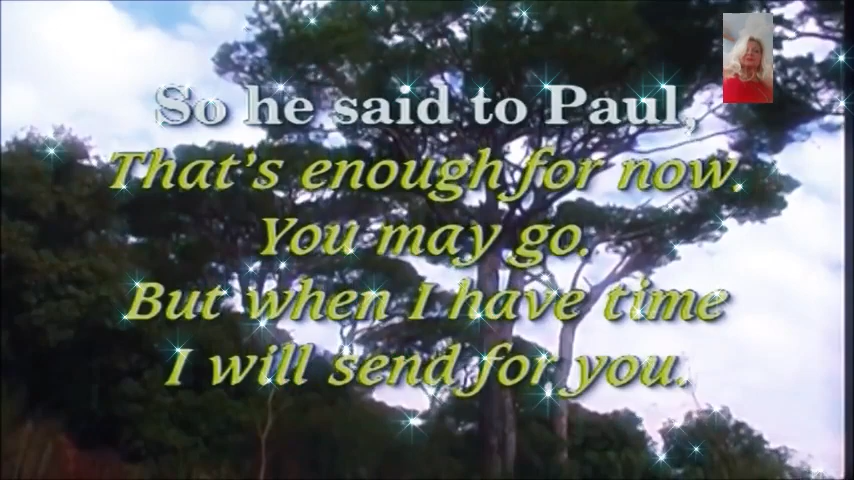 So he said to Paul,
That's enough for now.
You may go.
But when I have time
I will send for you.